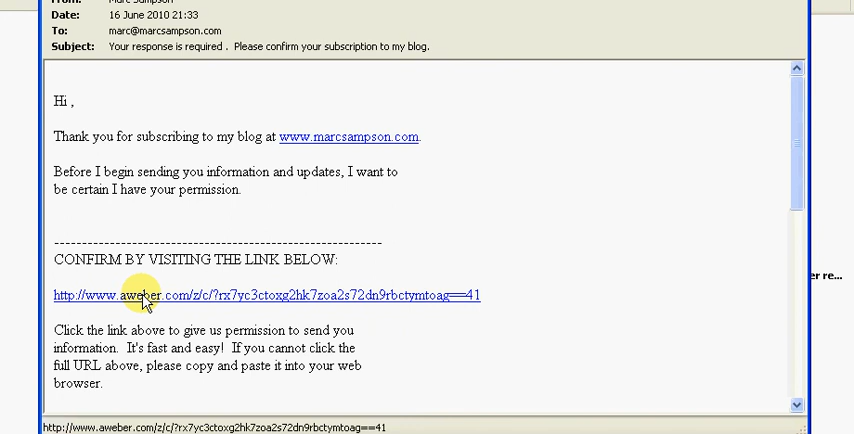 From: Marc Sampson
Date: 16 June 2010 21:33
To: marc@marcsampson.com
Subject: Your response is required . Please confirm your subscription to my blog.
Hi ,
Thank you for subscribing to my blog at www.marcsampson.com.
Before I begin sending you information and updates, I want to
be certain I have your permission.
------------------------------------------------------------
CONFIRM BY VISITING THE LINK BELOW:
http://www.aweber.com/z/c/?rx7yc3ctoxg2hk7zoa2s72dn9rbctymtoag==41
er re...
Click the link above to give us permission to send you
information. It's fast and easy! If you cannot click the
full URL above, please copy and paste it into your web
browser.
http://www.aweber.com/z/c/?rx7yc3ctoxg2hk7zoa2s72dn9rbctymtoag==41